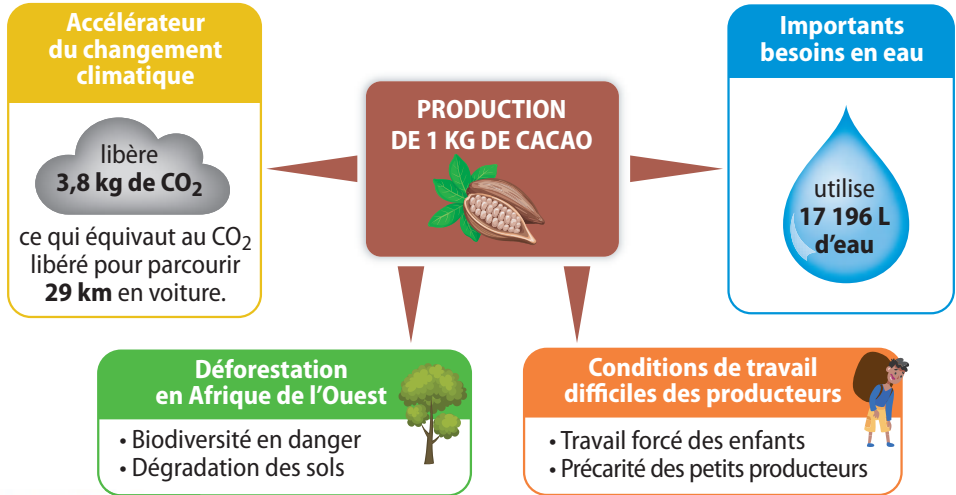 Accélérateur
du changement
climatique
libère
3,8 kg de CO2
ce qui équivaut au CO2
libéré pour parcourir
29 km en voiture.
PRODUCTION
DE 1 KG DE CACAO
Importants
besoins en eau
utilise
17 196 L
d’eau
Déforestation
en Afrique de l’Ouest
• Biodiversité en danger
• Dégradation des sols
Conditions de travail
difficiles des producteurs
• Travail forcé des enfants
• Précarité des petits producteurs